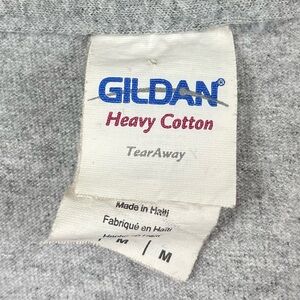 GILDAN®
Heavy Cotton
TearAway
Made in Haiti
Fabriqué en Haïti
M / M